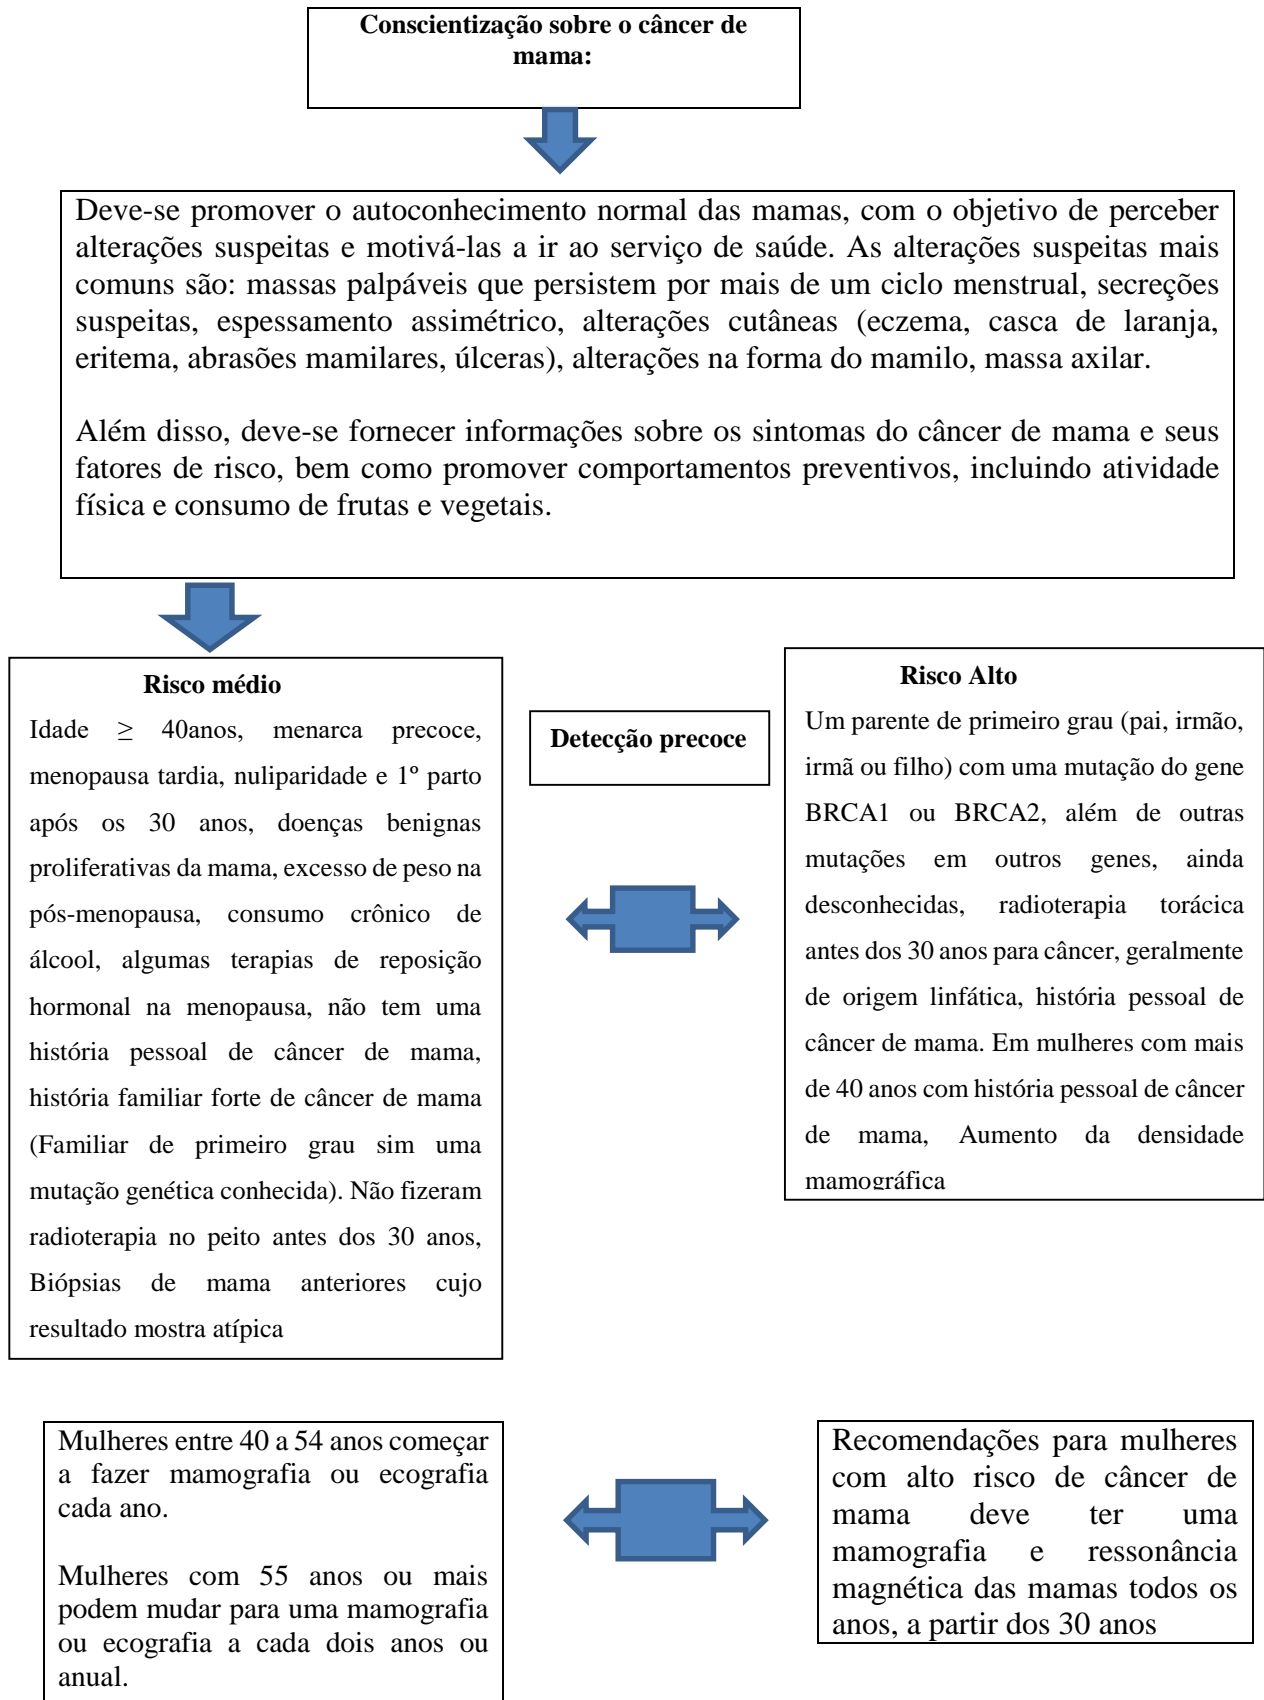 Conscientização sobre o câncer de
mama:
Deve-se promover o autoconhecimento normal das mamas, com o objetivo de perceber
alterações suspeitas e motivá-las a ir ao serviço de saúde. As alterações suspeitas mais
comuns são: massas palpáveis que persistem por mais de um ciclo menstrual, secreções
suspeitas, espessamento assimétrico, alterações cutâneas (eczema, casca de laranja,
eritema, abrasões mamilares, úlceras), alterações na forma do mamilo, massa axilar.
Além disso, deve-se fornecer informações sobre os sintomas do câncer de mama e seus
fatores de risco, bem como promover comportamentos preventivos, incluindo atividade
física e consumo de frutas e vegetais.
Risco médio
Idade ≥ 40anos, menarca precoce,
menopausa tardia, nuliparidade e 1º parto
após os 30 anos, doenças benignas
proliferativas da mama, excesso de peso na
pós-menopausa, consumo crônico de
álcool, algumas terapias de reposição
hormonal na menopausa, não tem uma
história pessoal de câncer de mama,
história familiar forte de câncer de mama
(Familiar de primeiro grau sim uma
mutação genética conhecida). Não fizeram
radioterapia no peito antes dos 30 anos,
Biópsias de mama anteriores cujo
resultado mostra atípica
Detecção precoce
Risco Alto
Um parente de primeiro grau (pai, irmão,
irmã ou filho) com uma mutação do gene
BRCA1 ou BRCA2, além de outras
mutações em outros genes, ainda
desconhecidas, radioterapia torácica
antes dos 30 anos para câncer, geralmente
de origem linfática, história pessoal de
câncer de mama. Em mulheres com mais
de 40 anos com história pessoal de câncer
de mama, Aumento da densidade
mamográfica
Mulheres entre 40 a 54 anos começar
a fazer mamografia ou ecografia
cada ano.
Mulheres com 55 anos ou mais
podem mudar para uma mamografia
ou ecografia a cada dois anos ou
anual.
Recomendações para mulheres
com alto risco de câncer de
mama deve ter uma
mamografia e ressonância
magnética das mamas todos os
anos, a partir dos 30 anos